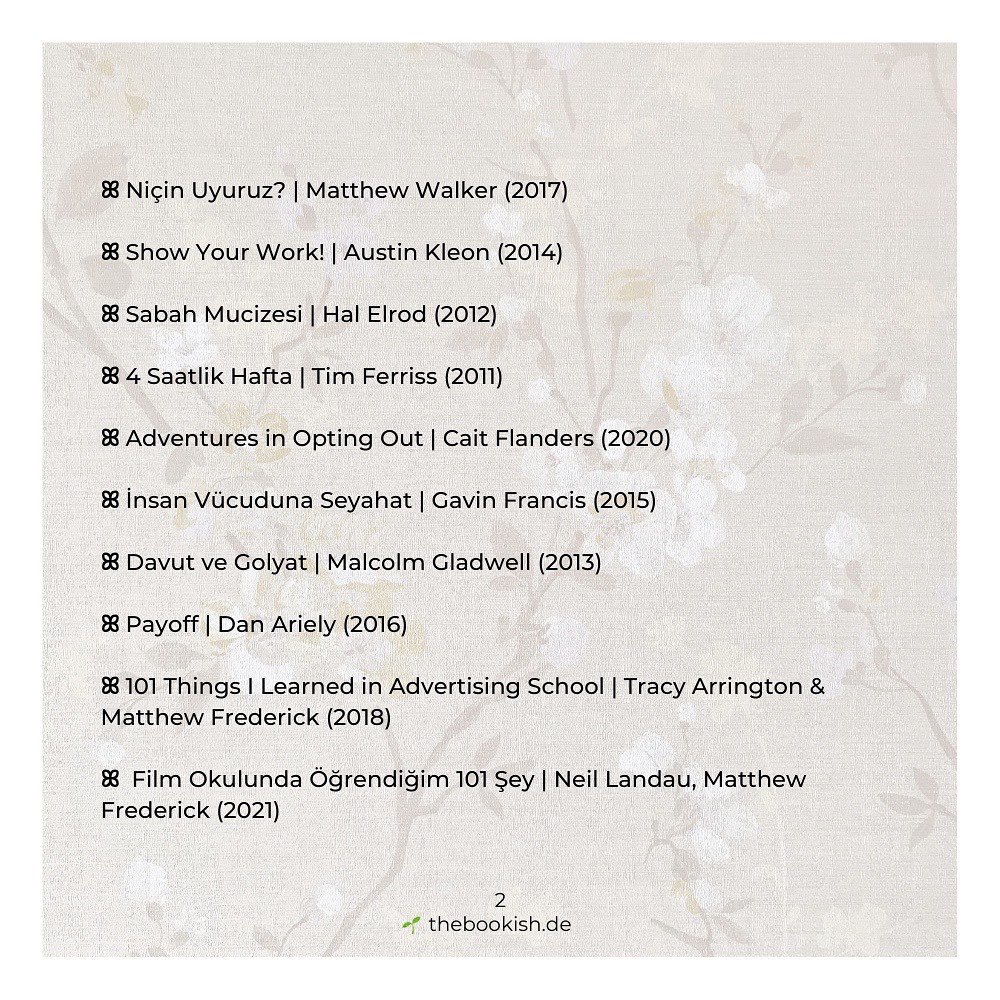 ꕤ Niçin Uyuruz? | Matthew Walker (2017)
ꕤ Show Your Work! | Austin Kleon (2014)
ꕤ Sabah Mucizesi | Hal Elrod (2012)
ꕤ 4 Saatlik Hafta | Tim Ferriss (2011)
ꕤ Adventures in Opting Out | Cait Flanders (2020)
ꕤ İnsan Vücuduna Seyahat | Gavin Francis (2015)
ꕤ Davut ve Golyat | Malcolm Gladwell (2013)
ꕤ Payoff | Dan Ariely (2016)
ꕤ 101 Things I Learned in Advertising School | Tracy Arrington &
Matthew Frederick (2018)
ꕤ Film Okulunda Öğrendiğim 101 Şey | Neil Landau, Matthew
Frederick (2021)
2
🌱 thebookish.de